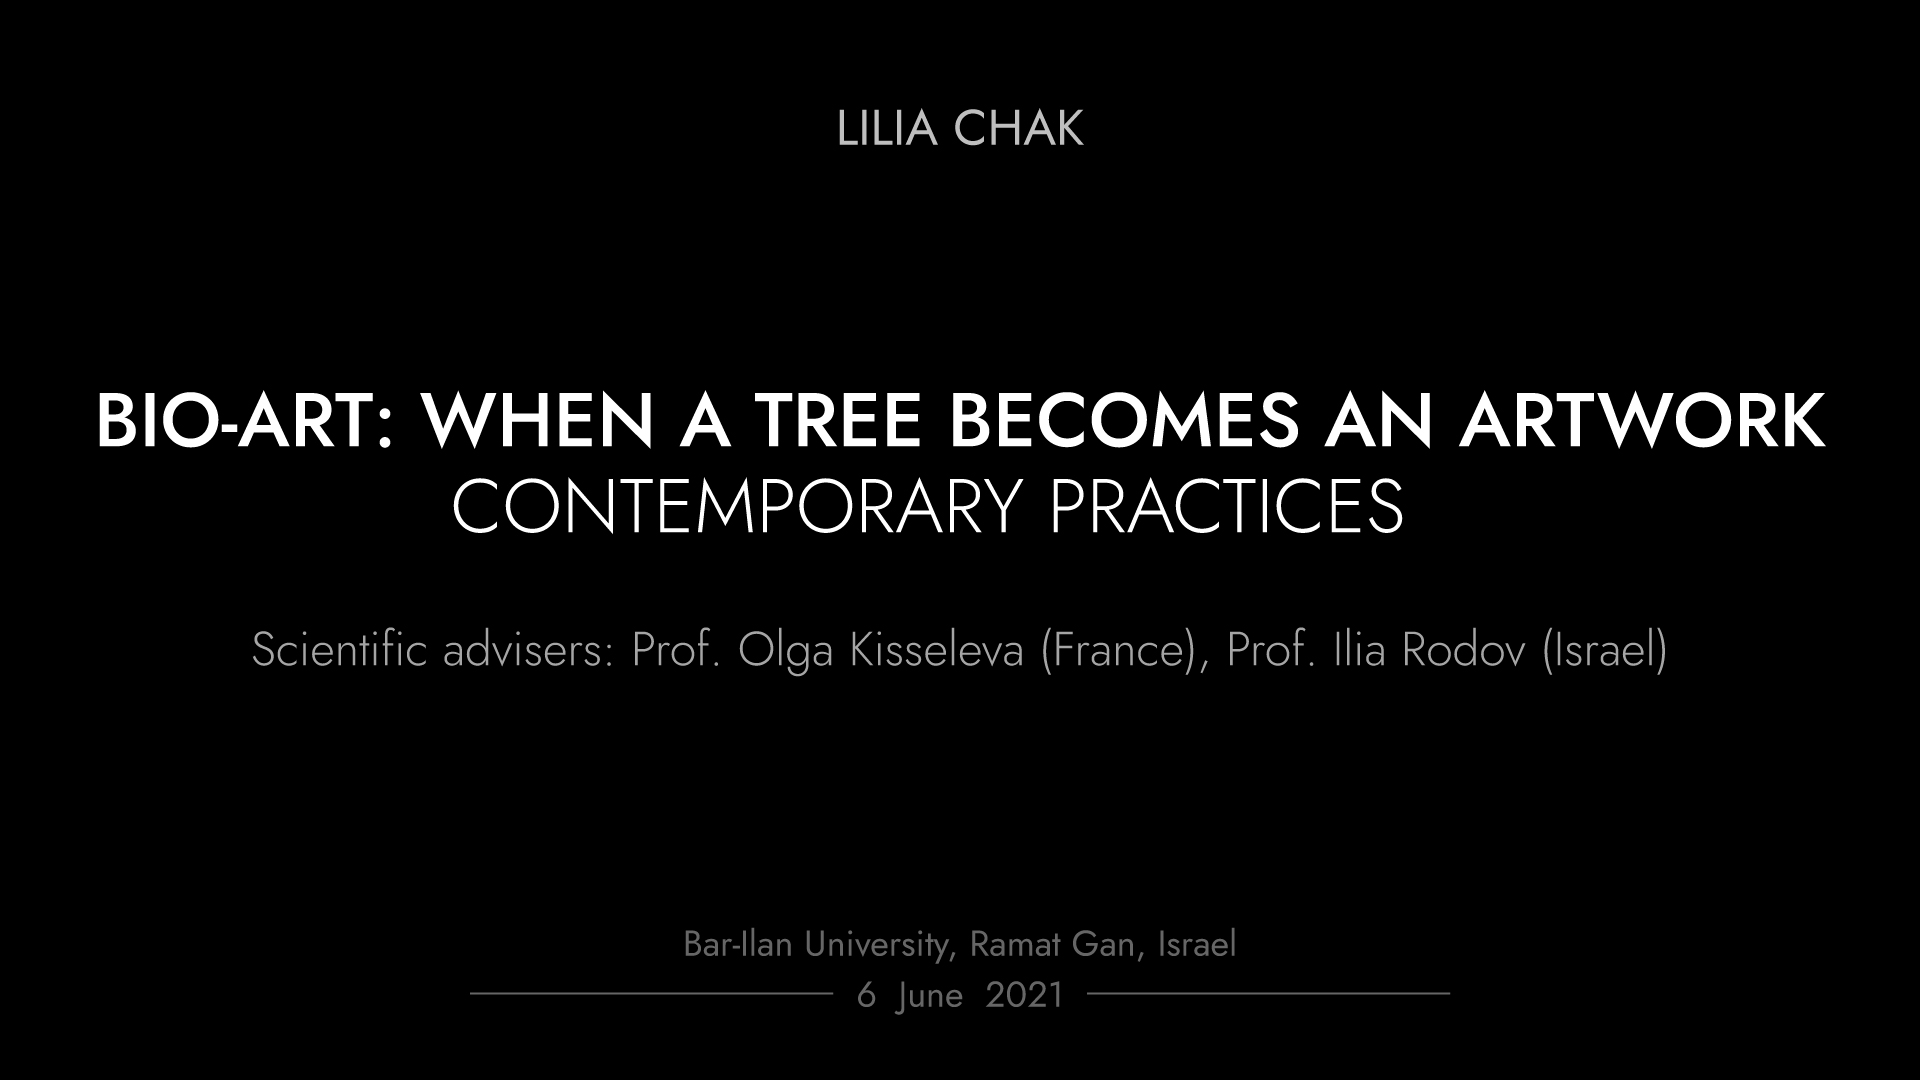 LILIA CHAK
BIO-ART: WHEN A TREE BECOMES AN ARTWORK
CONTEMPORARY PRACTICES
Scientific advisers: Prof. Olga Kisseleva (France), Prof. Ilia Rodov (Israel)
Bar-Ilan University, Ramat Gan, Israel
6 June 2021